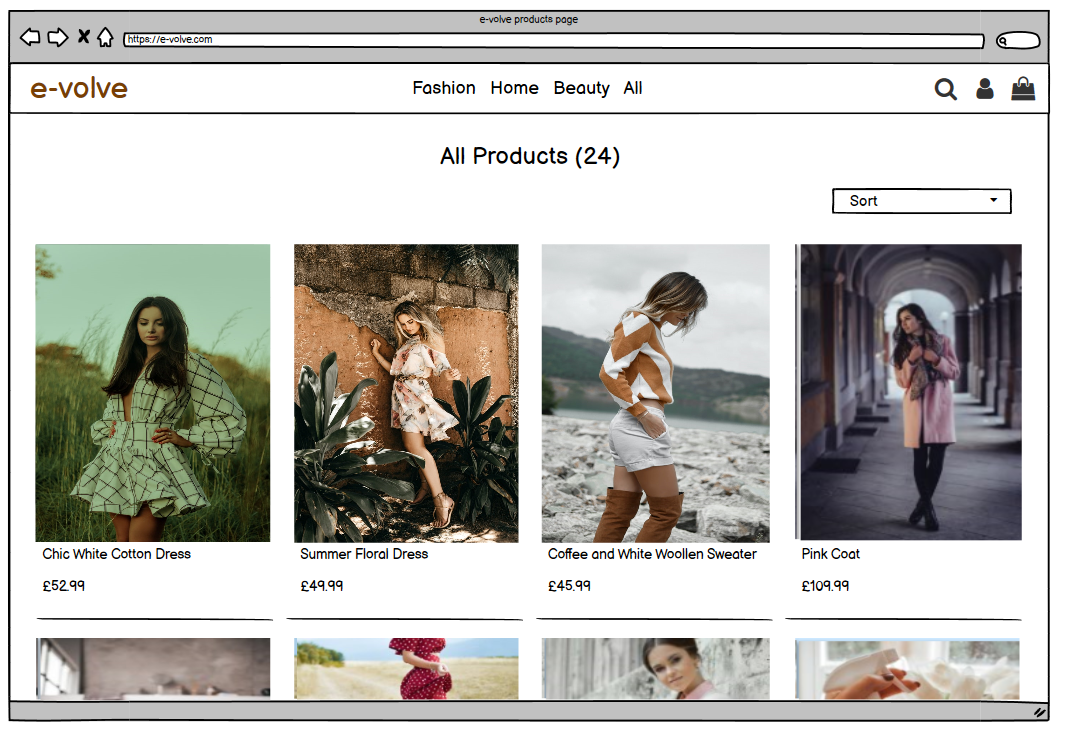 e-volve products page
https://e-volve.com
e-volve
Fashion Home Beauty All
All Products (24)
Sort
Chic White Cotton Dress
Summer Floral Dress
Coffee and White Woollen Sweater
Pink Coat
£52.99
£49.99
£45.99
£109.99